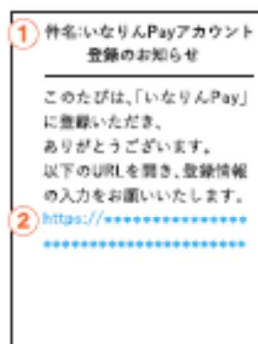 ① 件名:いなりんPayアカウント
登録のお知らせ
このたびは、「いなりんPay」
に登録いただき、
ありがとうございます。
以下のURLを開き、登録情報
の入力をお願いいたします。
② https://***************
*********************